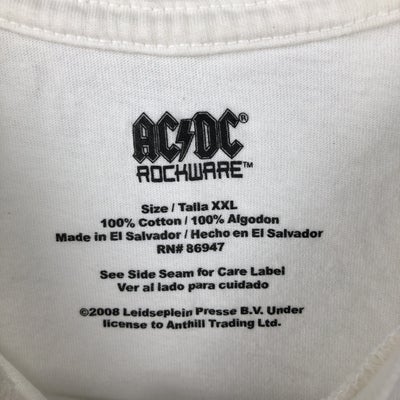 AC⚡DC®
ROCKWARE™
Size / Talla XXL
100% Cotton / 100% Algodon
Made in El Salvador / Hecho en El Salvador
RN# 86947
See Side Seam for Care Label
Ver al lado para cuidado
©2008 Leidseplein Presse B.V. Under
license to Anthill Trading Ltd.